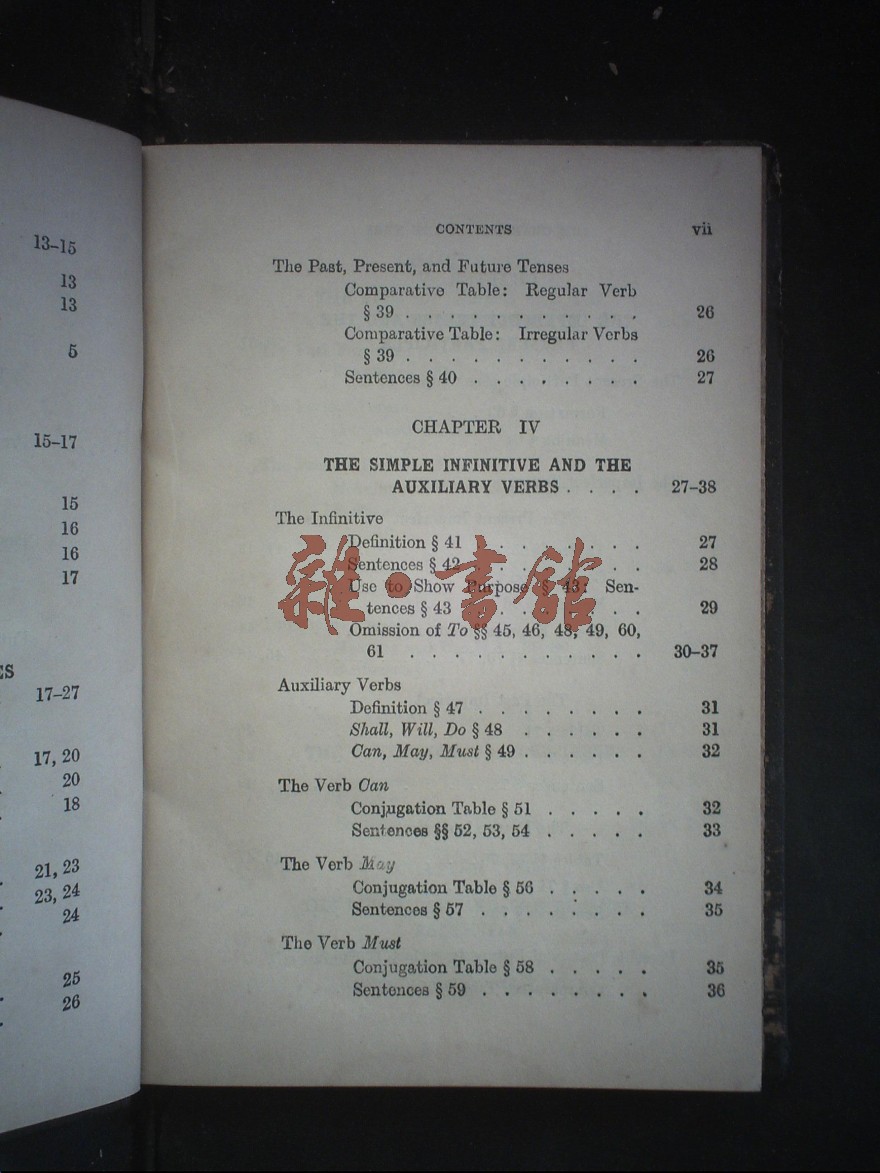 13–15
13
13
5
15–17
15
16
16
17
ES
17–27
17, 20
20
18
21, 23
23, 24
24
25
26
CONTENTS vii
The Past, Present, and Future Tenses
Comparative Table: Regular Verb
§ 39 . . . . . . . . . . . 26
Comparative Table: Irregular Verbs
§ 39 . . . . . . . . . . . 26
Sentences § 40 . . . . . . . . 27
CHAPTER IV
THE SIMPLE INFINITIVE AND THE
AUXILIARY VERBS . . . . 27–38
The Infinitive
Definition § 41 . . . . . . . . 27
Sentences § 42 . . . . . . . . 28
Use to Show Purpose § 43: Sen-
tences § 43 . . . . . . . . 29
Omission of To §§ 45, 46, 48, 49, 60,
61 . . . . . . . . . . . 30–37
雜·書館
Auxiliary Verbs
Definition § 47 . . . . . . . . 31
Shall, Will, Do § 48 . . . . . . 31
Can, May, Must § 49 . . . . . . 32
The Verb Can
Conjugation Table § 51 . . . . . 32
Sentences §§ 52, 53, 54 . . . . . 33
The Verb May
Conjugation Table § 56 . . . . . 34
Sentences § 57 . . . . . . . . 35
The Verb Must
Conjugation Table § 58 . . . . . 35
Sentences § 59 . . . . . . . . 36